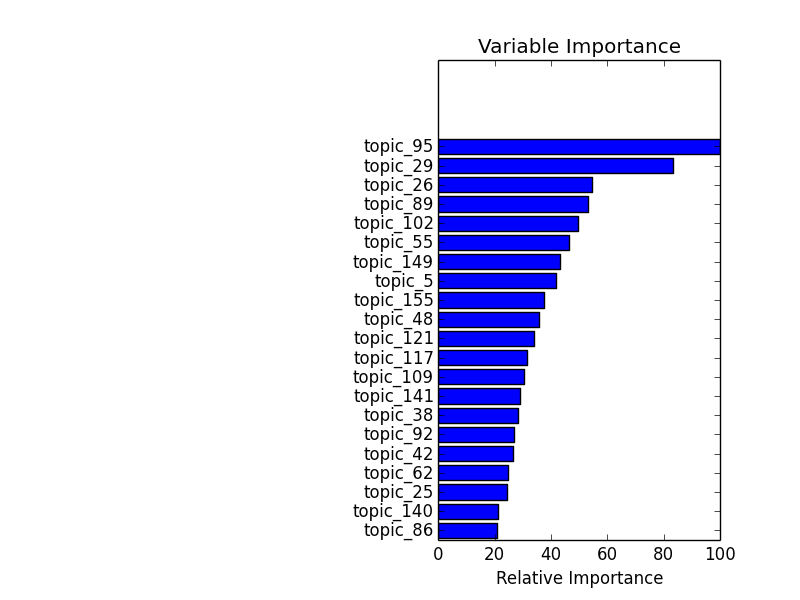 Variable Importance
topic_95
topic_29
topic_26
topic_89
topic_102
topic_55
topic_149
topic_5
topic_155
topic_48
topic_121
topic_117
topic_109
topic_141
topic_38
topic_92
topic_42
topic_62
topic_25
topic_140
topic_86
0 20 40 60 80 100
Relative Importance